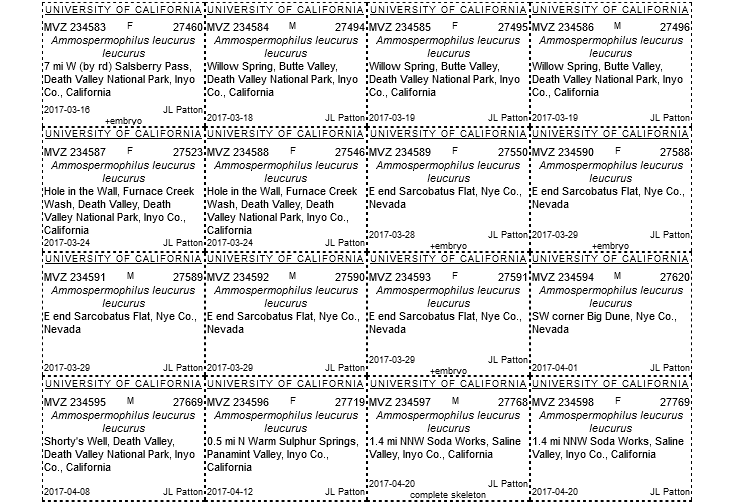 UNIVERSITY OF CALIFORNIA
MVZ 234583 F 27460
Ammospermophilus leucurus
leucurus
7 mi W (by rd) Salsberry Pass,
Death Valley National Park, Inyo
Co., California
2017-03-16 JL Patton
+embryo
UNIVERSITY OF CALIFORNIA
MVZ 234584 M 27494
Ammospermophilus leucurus
leucurus
Willow Spring, Butte Valley,
Death Valley National Park, Inyo
Co., California
2017-03-18 JL Patton
UNIVERSITY OF CALIFORNIA
MVZ 234585 F 27495
Ammospermophilus leucurus
leucurus
Willow Spring, Butte Valley,
Death Valley National Park, Inyo
Co., California
2017-03-19 JL Patton
UNIVERSITY OF CALIFORNIA
MVZ 234586 M 27496
Ammospermophilus leucurus
leucurus
Willow Spring, Butte Valley,
Death Valley National Park, Inyo
Co., California
2017-03-19 JL Patton
UNIVERSITY OF CALIFORNIA
MVZ 234587 F 27523
Ammospermophilus leucurus
leucurus
Hole in the Wall, Furnace Creek
Wash, Death Valley, Death
Valley National Park, Inyo Co.,
California
2017-03-24 JL Patton
UNIVERSITY OF CALIFORNIA
MVZ 234588 F 27546
Ammospermophilus leucurus
leucurus
Hole in the Wall, Furnace Creek
Wash, Death Valley, Death
Valley National Park, Inyo Co.,
California
2017-03-24 JL Patton
UNIVERSITY OF CALIFORNIA
MVZ 234589 F 27550
Ammospermophilus leucurus
leucurus
E end Sarcobatus Flat, Nye Co.,
Nevada
2017-03-28 JL Patton
+embryo
UNIVERSITY OF CALIFORNIA
MVZ 234590 F 27588
Ammospermophilus leucurus
leucurus
E end Sarcobatus Flat, Nye Co.,
Nevada
2017-03-29 JL Patton
+embryo
UNIVERSITY OF CALIFORNIA
MVZ 234591 M 27589
Ammospermophilus leucurus
leucurus
E end Sarcobatus Flat, Nye Co.,
Nevada
2017-03-29 JL Patton
UNIVERSITY OF CALIFORNIA
MVZ 234592 M 27590
Ammospermophilus leucurus
leucurus
E end Sarcobatus Flat, Nye Co.,
Nevada
2017-03-29 JL Patton
UNIVERSITY OF CALIFORNIA
MVZ 234593 F 27591
Ammospermophilus leucurus
leucurus
E end Sarcobatus Flat, Nye Co.,
Nevada
2017-03-29 JL Patton
+embryo
UNIVERSITY OF CALIFORNIA
MVZ 234594 M 27620
Ammospermophilus leucurus
leucurus
SW corner Big Dune, Nye Co.,
Nevada
2017-04-01 JL Patton
UNIVERSITY OF CALIFORNIA
MVZ 234595 M 27669
Ammospermophilus leucurus
leucurus
Shorty's Well, Death Valley,
Death Valley National Park, Inyo
Co., California
2017-04-08 JL Patton
UNIVERSITY OF CALIFORNIA
MVZ 234596 F 27719
Ammospermophilus leucurus
leucurus
0.5 mi N Warm Sulphur Springs,
Panamint Valley, Inyo Co.,
California
2017-04-12 JL Patton
UNIVERSITY OF CALIFORNIA
MVZ 234597 M 27768
Ammospermophilus leucurus
leucurus
1.4 mi NNW Soda Works, Saline
Valley, Inyo Co., California
2017-04-20 JL Patton
complete skeleton
UNIVERSITY OF CALIFORNIA
MVZ 234598 F 27769
Ammospermophilus leucurus
leucurus
1.4 mi NNW Soda Works, Saline
Valley, Inyo Co., California
2017-04-20 JL Patton